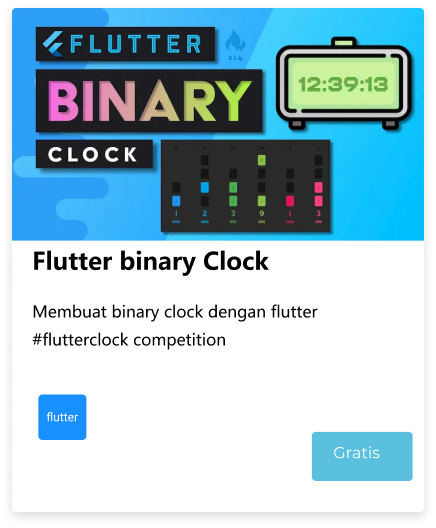 FLUTTER
BINARY
12:39:13
CLOCK
1 2 3 9 1 3
Flutter binary Clock
Membuat binary clock dengan flutter
#flutterclock competition
flutter
Gratis